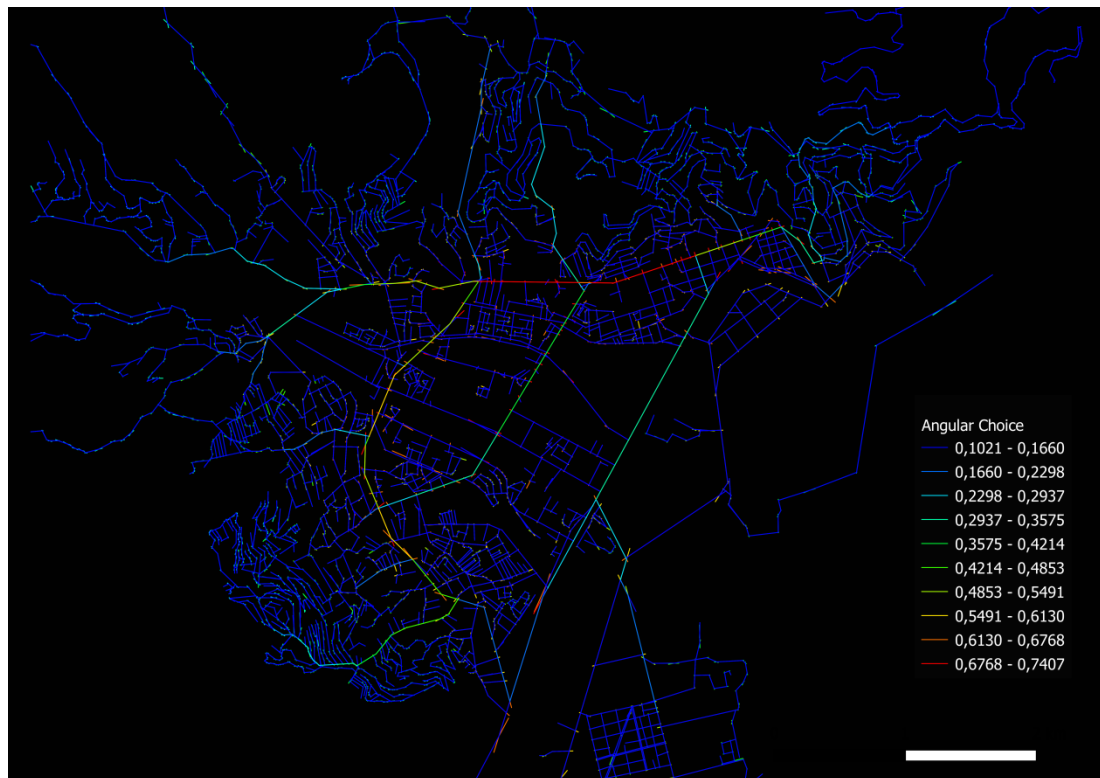 Angular Choice
0,1021 - 0,1660
0,1660 - 0,2298
0,2298 - 0,2937
0,2937 - 0,3575
0,3575 - 0,4214
0,4214 - 0,4853
0,4853 - 0,5491
0,5491 - 0,6130
0,6130 - 0,6768
0,6768 - 0,7407